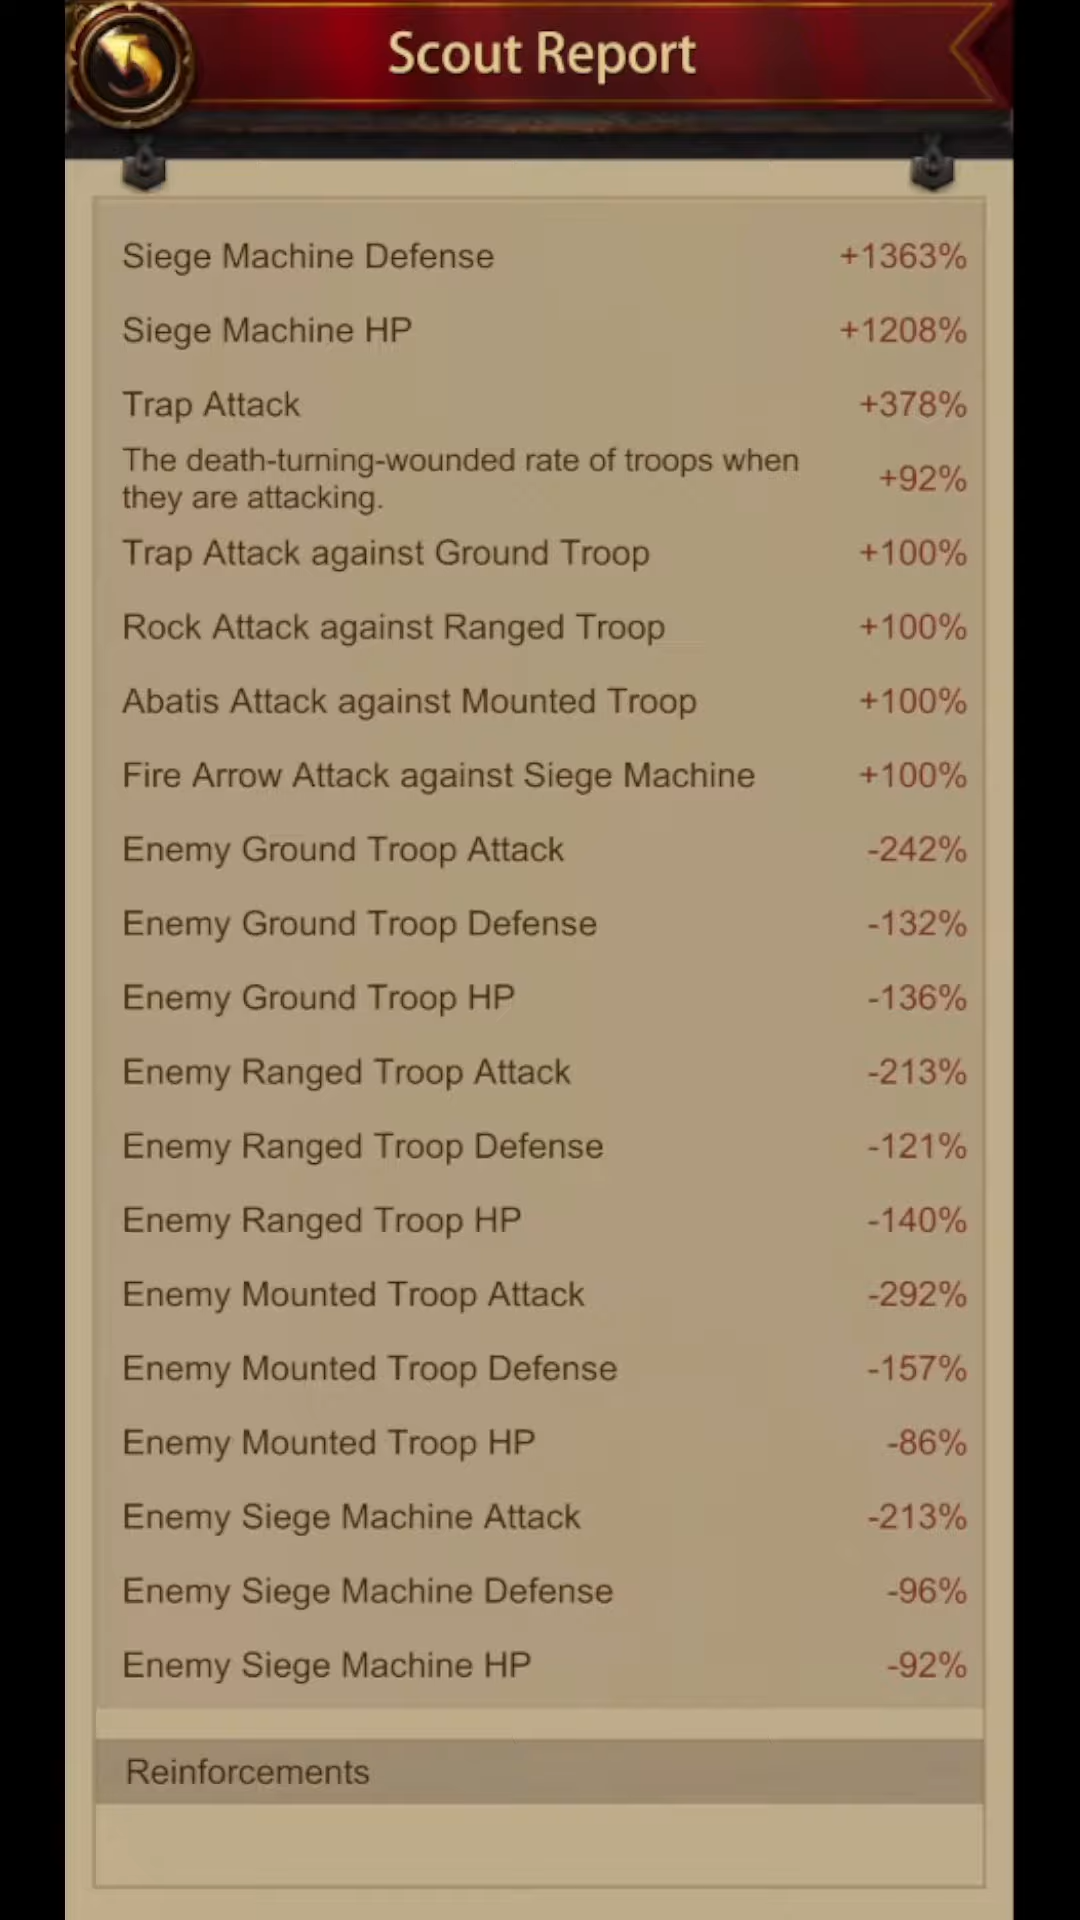 Scout Report
Siege Machine Defense +1363%
Siege Machine HP +1208%
Trap Attack +378%
The death-turning-wounded rate of troops when
they are attacking. +92%
Trap Attack against Ground Troop +100%
Rock Attack against Ranged Troop +100%
Abatis Attack against Mounted Troop +100%
Fire Arrow Attack against Siege Machine +100%
Enemy Ground Troop Attack -242%
Enemy Ground Troop Defense -132%
Enemy Ground Troop HP -136%
Enemy Ranged Troop Attack -213%
Enemy Ranged Troop Defense -121%
Enemy Ranged Troop HP -140%
Enemy Mounted Troop Attack -292%
Enemy Mounted Troop Defense -157%
Enemy Mounted Troop HP -86%
Enemy Siege Machine Attack -213%
Enemy Siege Machine Defense -96%
Enemy Siege Machine HP -92%
Reinforcements